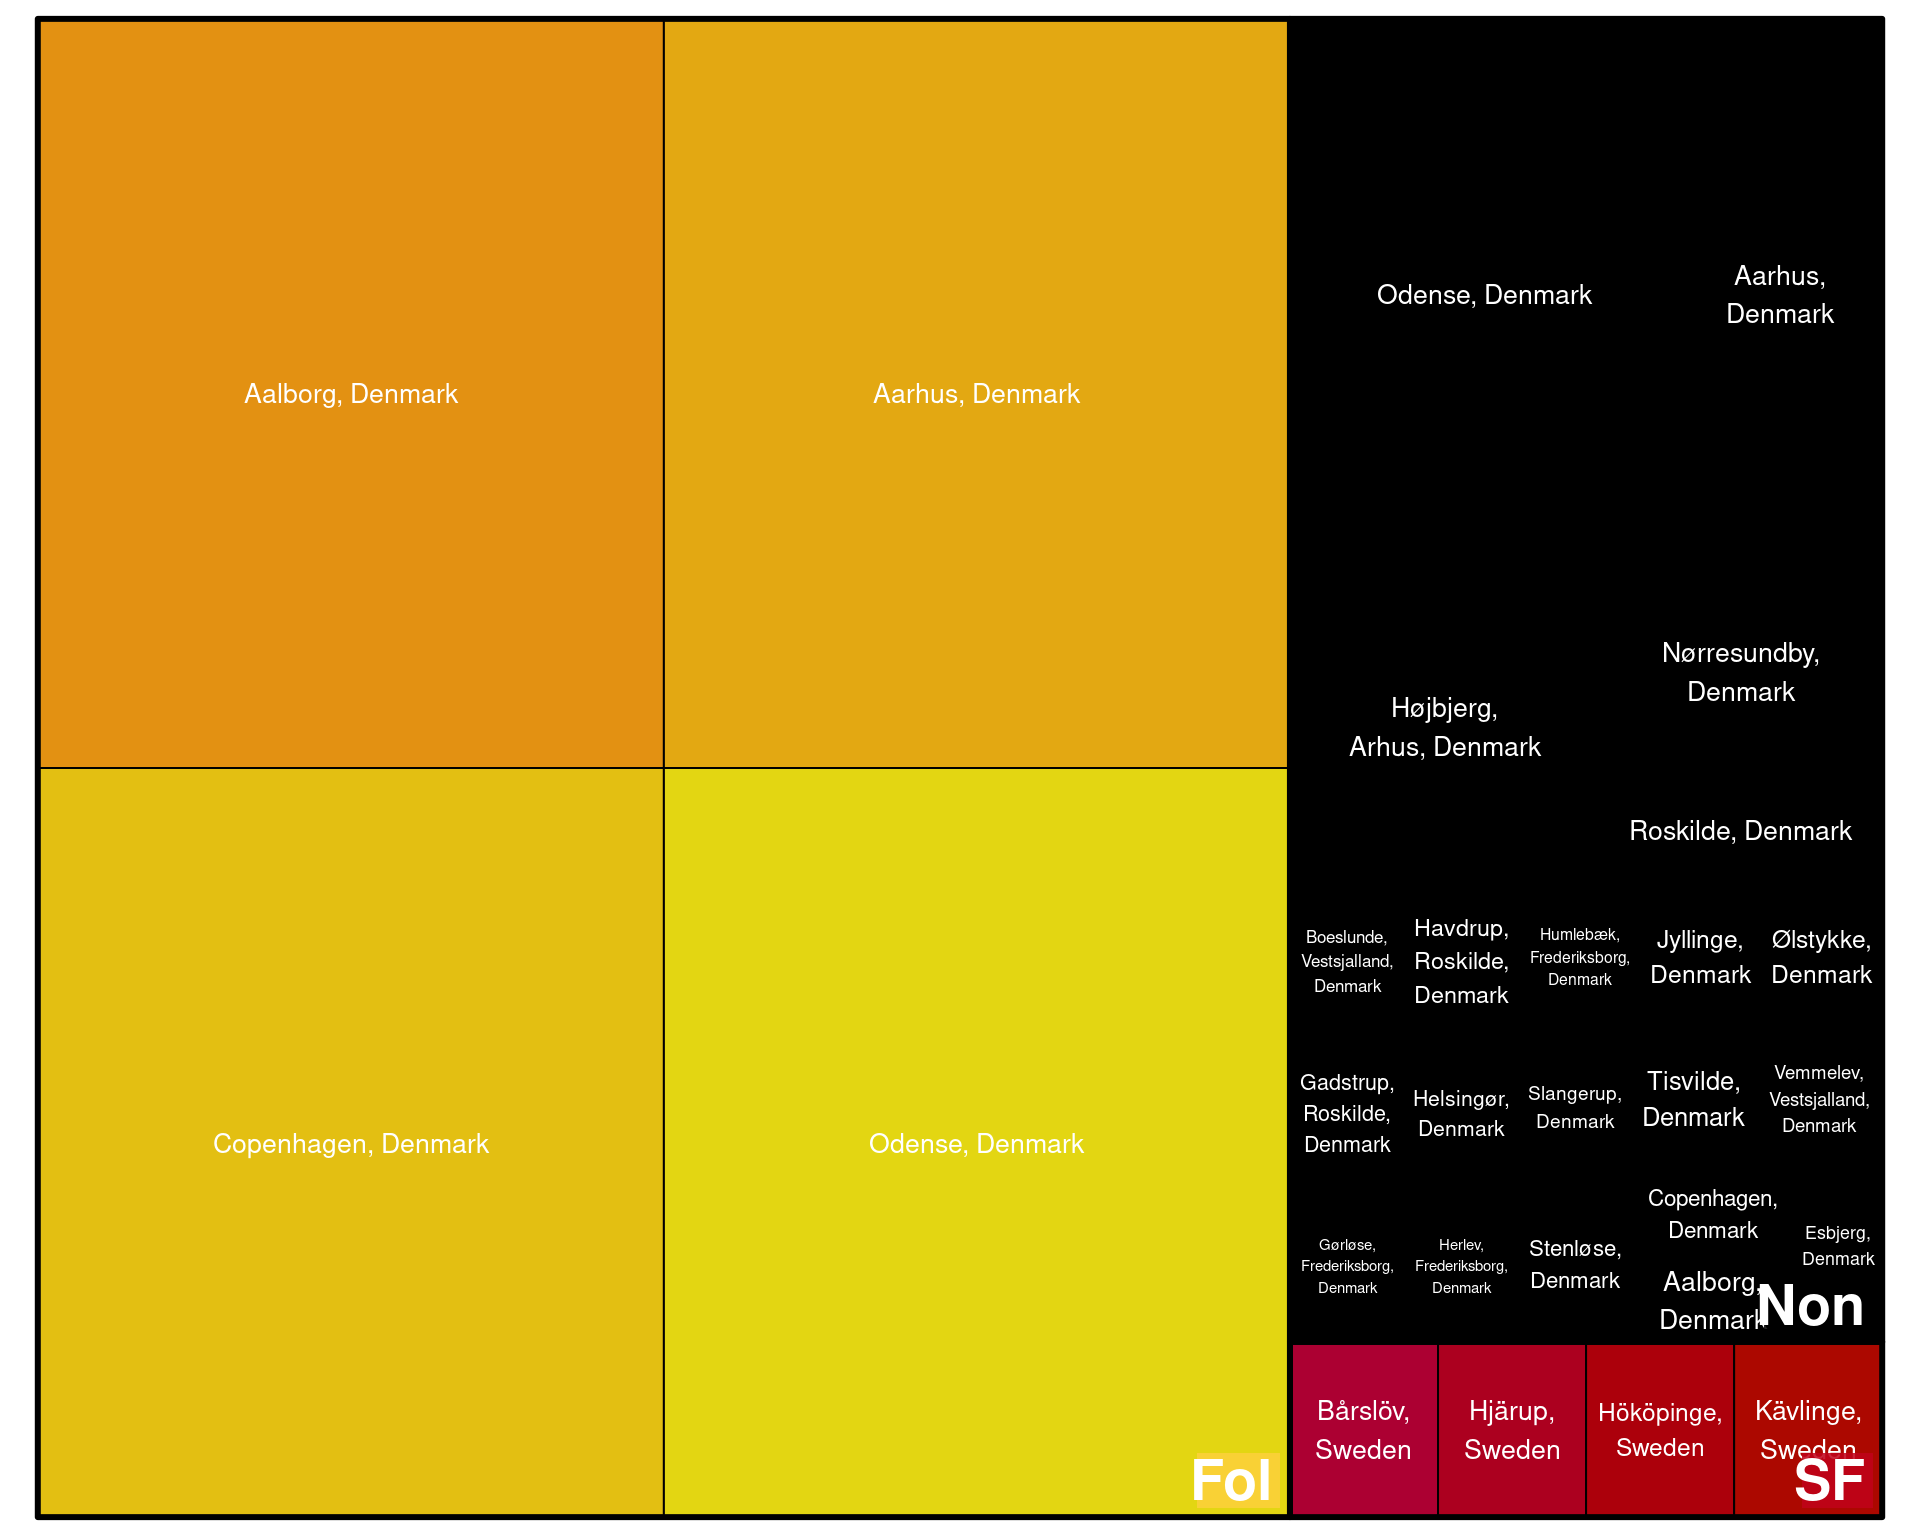 Aalborg, Denmark
Aarhus, Denmark
Copenhagen, Denmark
Odense, Denmark
Fol
Odense, Denmark
Aarhus,
Denmark
Højbjerg,
Arhus, Denmark
Nørresundby,
Denmark
Roskilde, Denmark
Boeslunde,
Vestsjalland,
Denmark
Havdrup,
Roskilde,
Denmark
Humlebæk,
Frederiksborg,
Denmark
Jyllinge,
Denmark
Ølstykke,
Denmark
Gadstrup,
Roskilde,
Denmark
Helsingør,
Denmark
Slangerup,
Denmark
Tisvilde,
Denmark
Vemmelev,
Vestsjalland,
Denmark
Gørløse,
Frederiksborg,
Denmark
Herlev,
Frederiksborg,
Denmark
Stenløse,
Denmark
Copenhagen,
Denmark
Esbjerg,
Denmark
Aalborg,
Denmark
Non
Bårslöv,
Sweden
Hjärup,
Sweden
Hököpinge,
Sweden
Kävlinge,
Sweden
SF